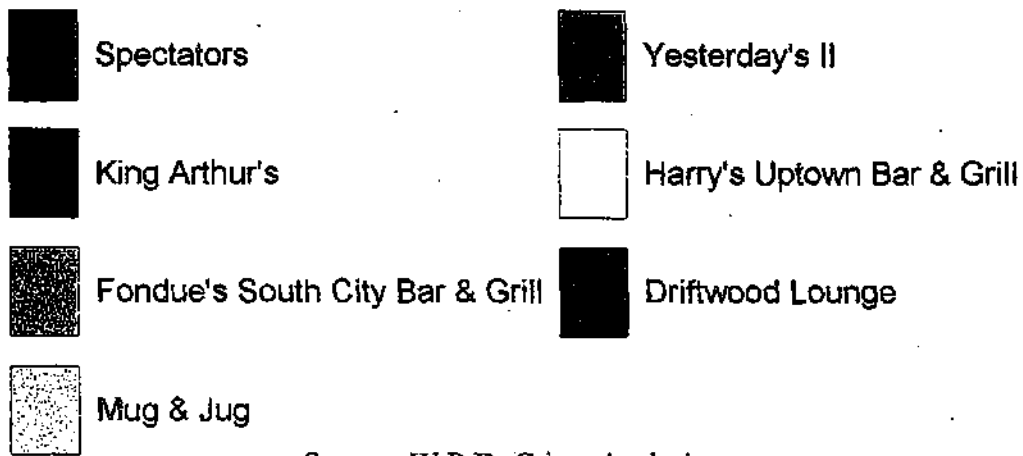 Spectators
Yesterday's II
King Arthur's
Harry's Uptown Bar & Grill
Fondue's South City Bar & Grill
Driftwood Lounge
Mug & Jug